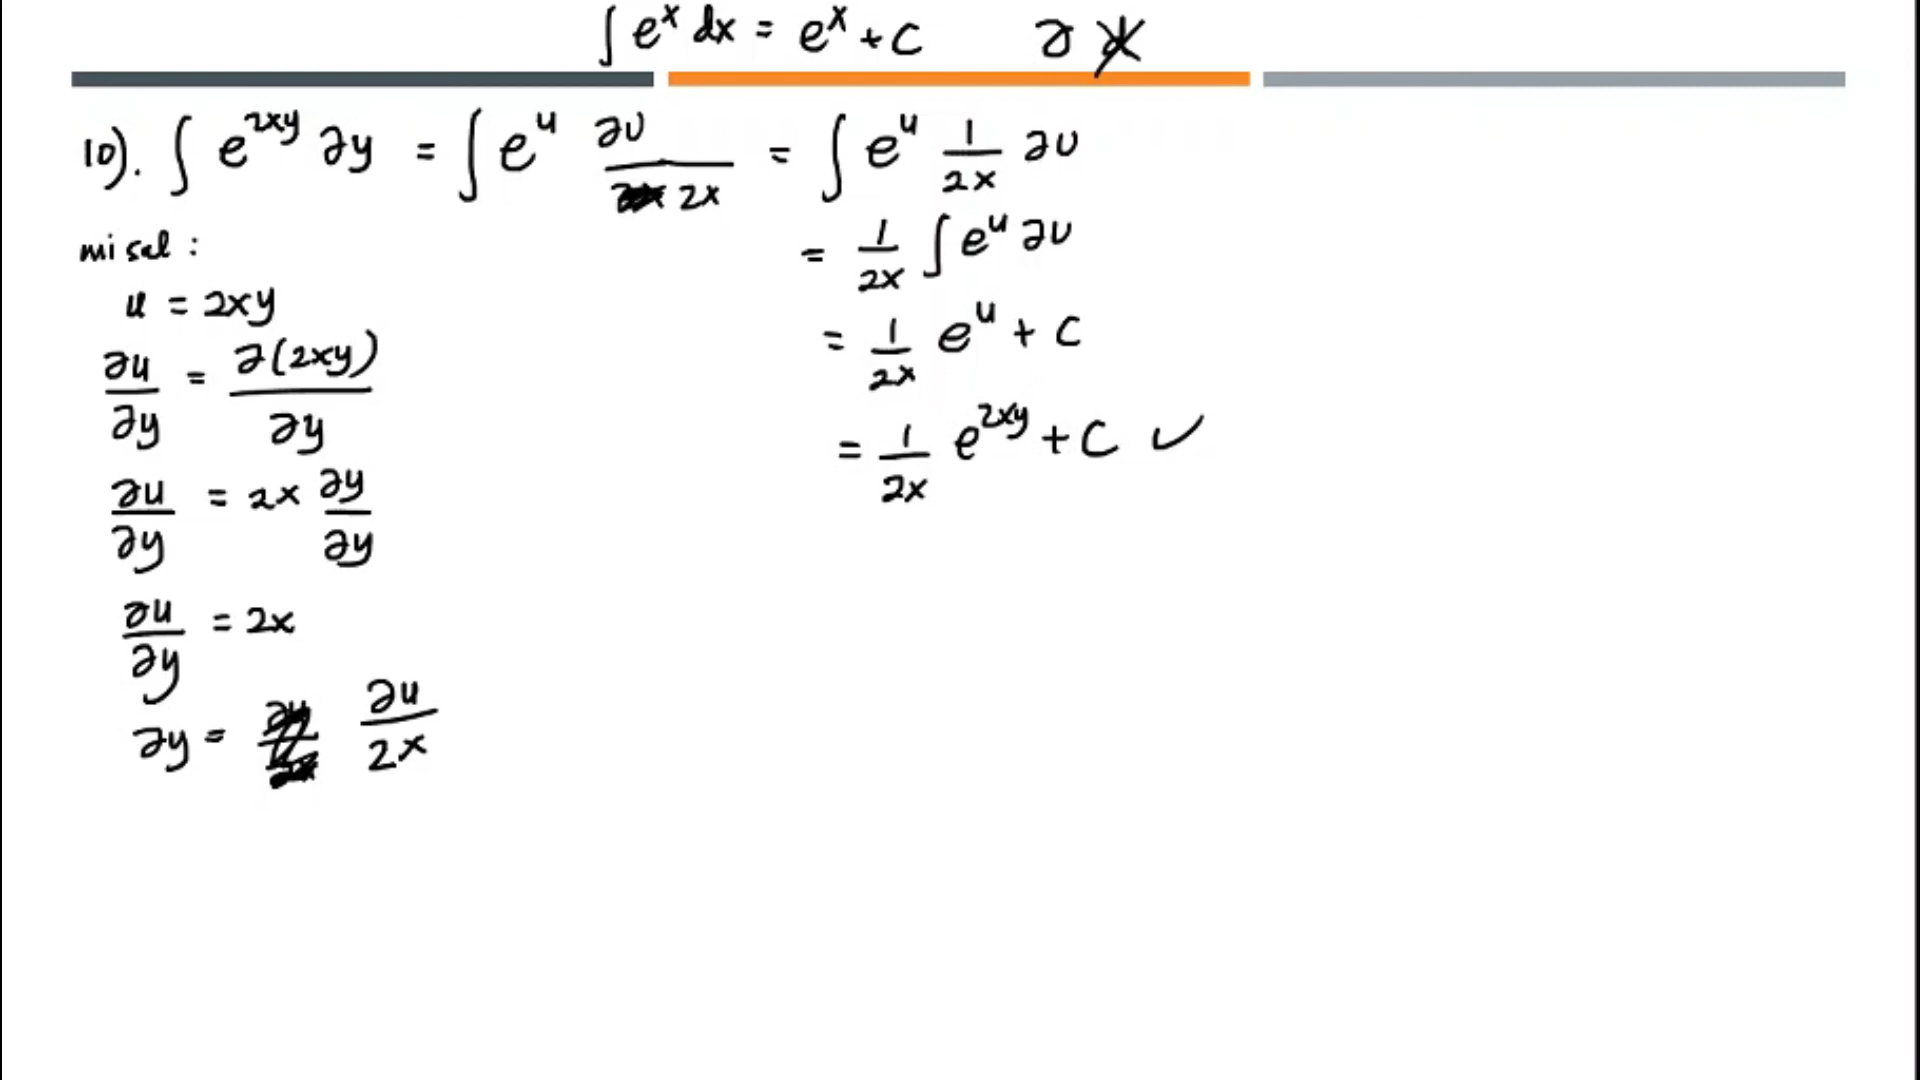 ∫ e^x dx = e^x + C ∂
10). ∫ e^{2xy} ∂y = ∫ e^u ∂u/2x = ∫ e^u 1/2x ∂u
= 1/2x ∫ e^u ∂u
= 1/2x e^u + C
= 1/2x e^{2xy} + C ✓
misal :
u = 2xy
∂u/∂y = ∂(2xy)/∂y
∂u/∂y = 2x ∂y/∂y
∂u/∂y = 2x
∂y = ∂u/2x